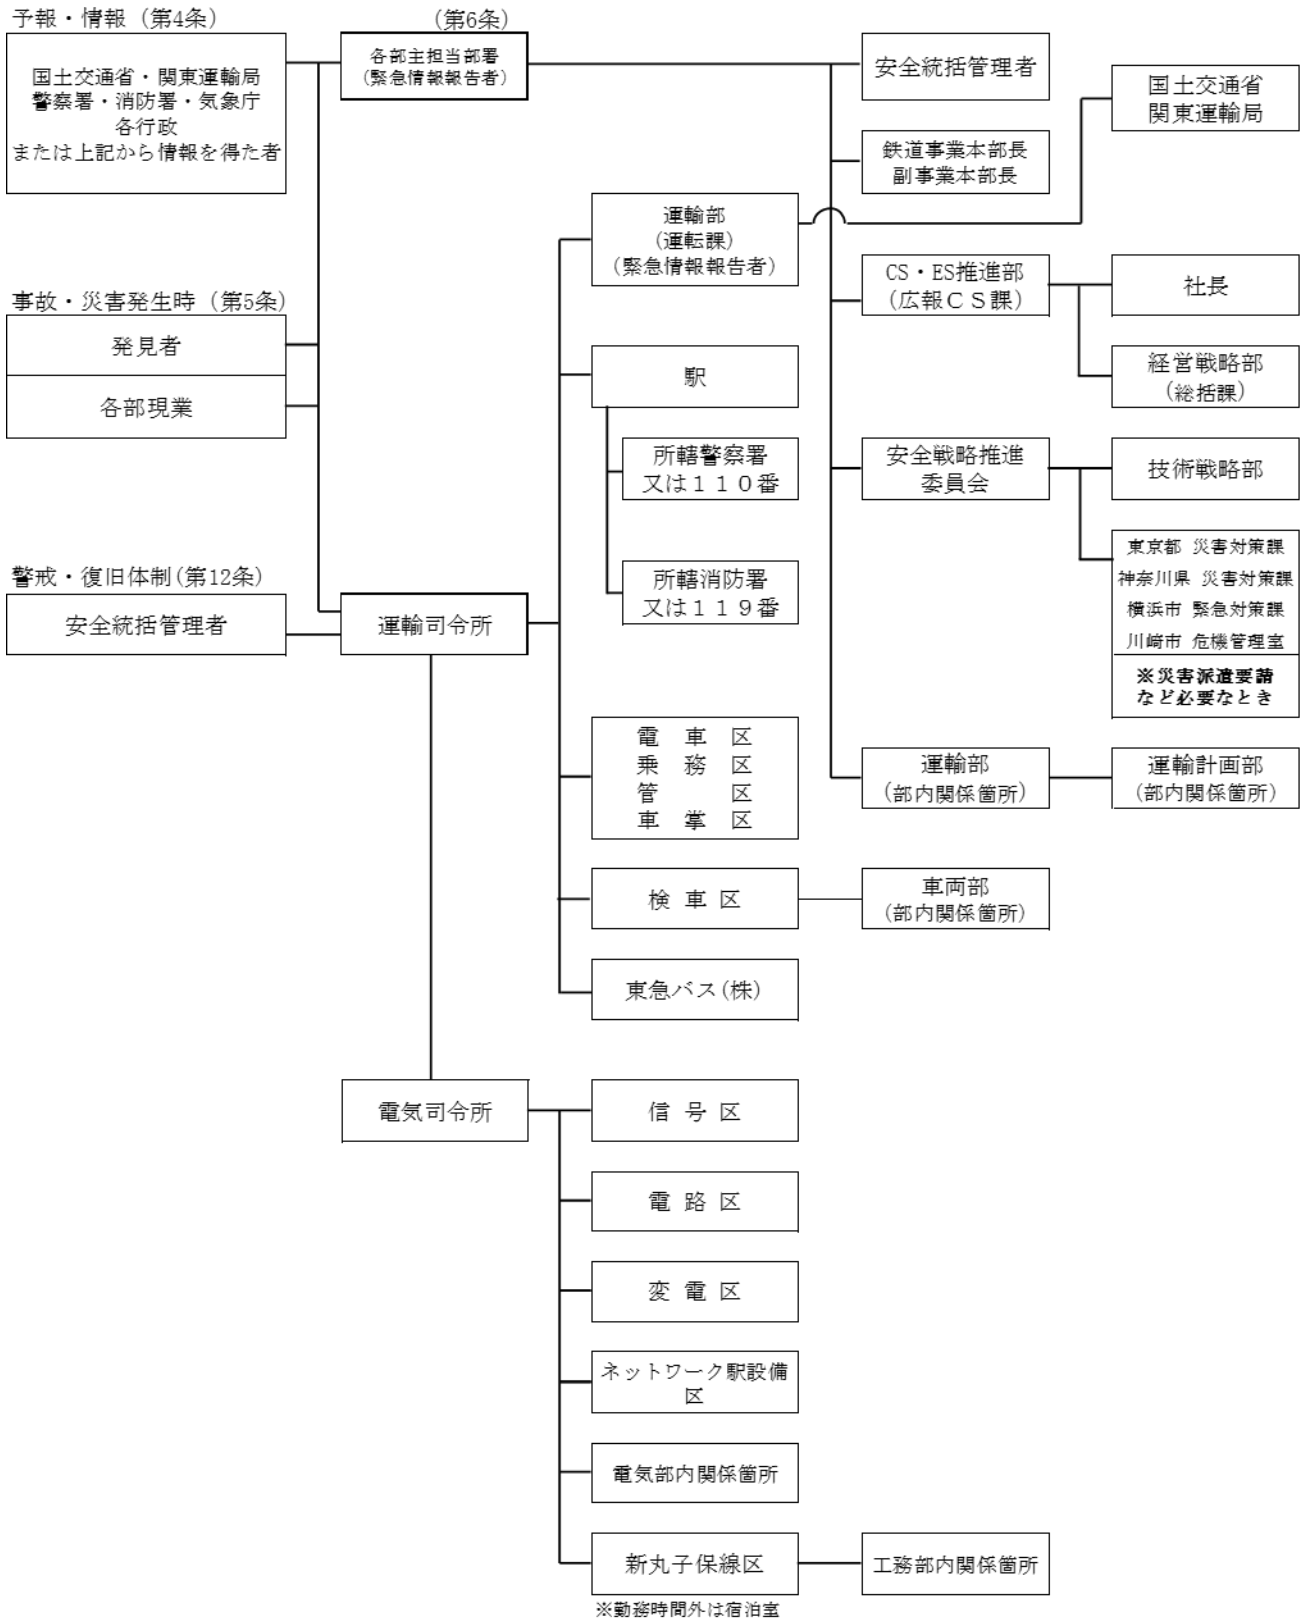 予報・情報（第4条）
国土交通省・関東運輸局
警察署・消防署・気象庁
各行政
または上記から情報を得た者
事故・災害発生時（第5条）
発見者
各部現業
警戒・復旧体制(第12条)
安全統括管理者
（第6条）
各部主担当部署
（緊急情報報告者）
運輸司令所
電気司令所
運輸部
（運転課）
（緊急情報報告者）
駅
所轄警察署
又は１１０番
所轄消防署
又は１１９番
電　車　区
乗　務　区
管　　　区
車　掌　区
検 車 区
東急バス(株)
信 号 区
電 路 区
変 電 区
ネットワーク駅設備
区
電気部内関係箇所
新丸子保線区
※勤務時間外は宿泊室
安全統括管理者
鉄道事業本部長
副事業本部長
CS・ES推進部
（広報ＣＳ課）
安全戦略推進
委員会
運輸部
（部内関係箇所）
車両部
（部内関係箇所）
工務部内関係箇所
国土交通省
関東運輸局
社長
経営戦略部
（総括課）
技術戦略部
東京都 災害対策課
神奈川県 災害対策課
横浜市 緊急対策課
川崎市 危機管理室
※災害派遣要請
など必要なとき
運輸計画部
（部内関係箇所）